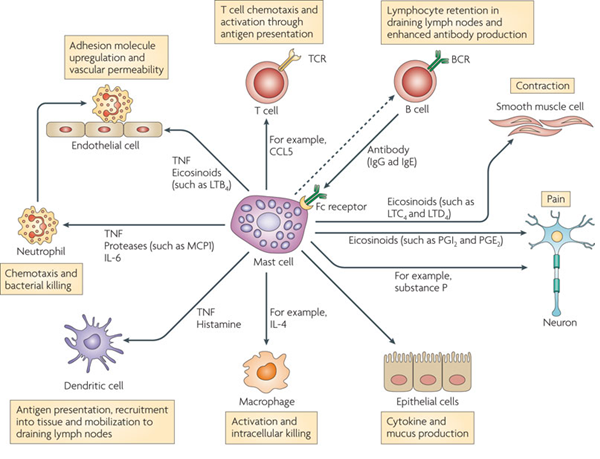 T cell chemotaxis and
activation through
antigen presentation
TCR
T cell
Lymphocyte retention in
draining lymph nodes and
enhanced antibody production
BCR
B cell
Adhesion molecule
upregulation and
vascular permeability
Endothelial cell
Contraction
Smooth muscle cell
For example,
CCL5
Antibody
(IgG ad IgE)
TNF
Eicosinoids
(such as LTB₄)
Fc receptor
Eicosinoids (such as
LTC₄ and LTD₄)
Pain
Neutrophil
TNF
Proteases (such as MCPI)
IL-6
Mast cell
Eicosinoids (such as PGI₂ and PGE₂)
Chemotaxis and
bacterial killing
For example,
substance P
Neuron
TNF
Histamine
For example,
IL-4
Dendritic cell
Macrophage
Epithelial cells
Antigen presentation, recruitment
into tissue and mobilization to
draining lymph nodes
Activation and
intracellular killing
Cytokine and
mucus production